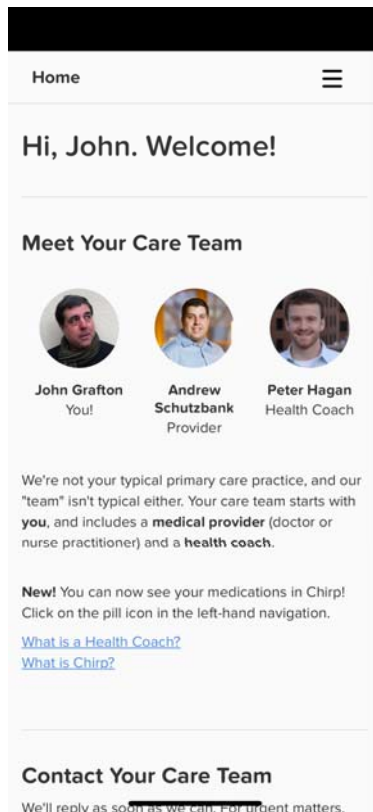 Home
Hi, John. Welcome!
Meet Your Care Team
John Grafton
You!
Andrew
Schutzbank
Provider
Peter Hagan
Health Coach
We're not your typical primary care practice, and our
"team" isn't typical either. Your care team starts with
you, and includes a medical provider (doctor or
nurse practitioner) and a health coach.
New! You can now see your medications in Chirp!
Click on the pill icon in the left-hand navigation.
What is a Health Coach?
What is Chirp?
Contact Your Care Team
We'll reply as soon as we can. For urgent matters,